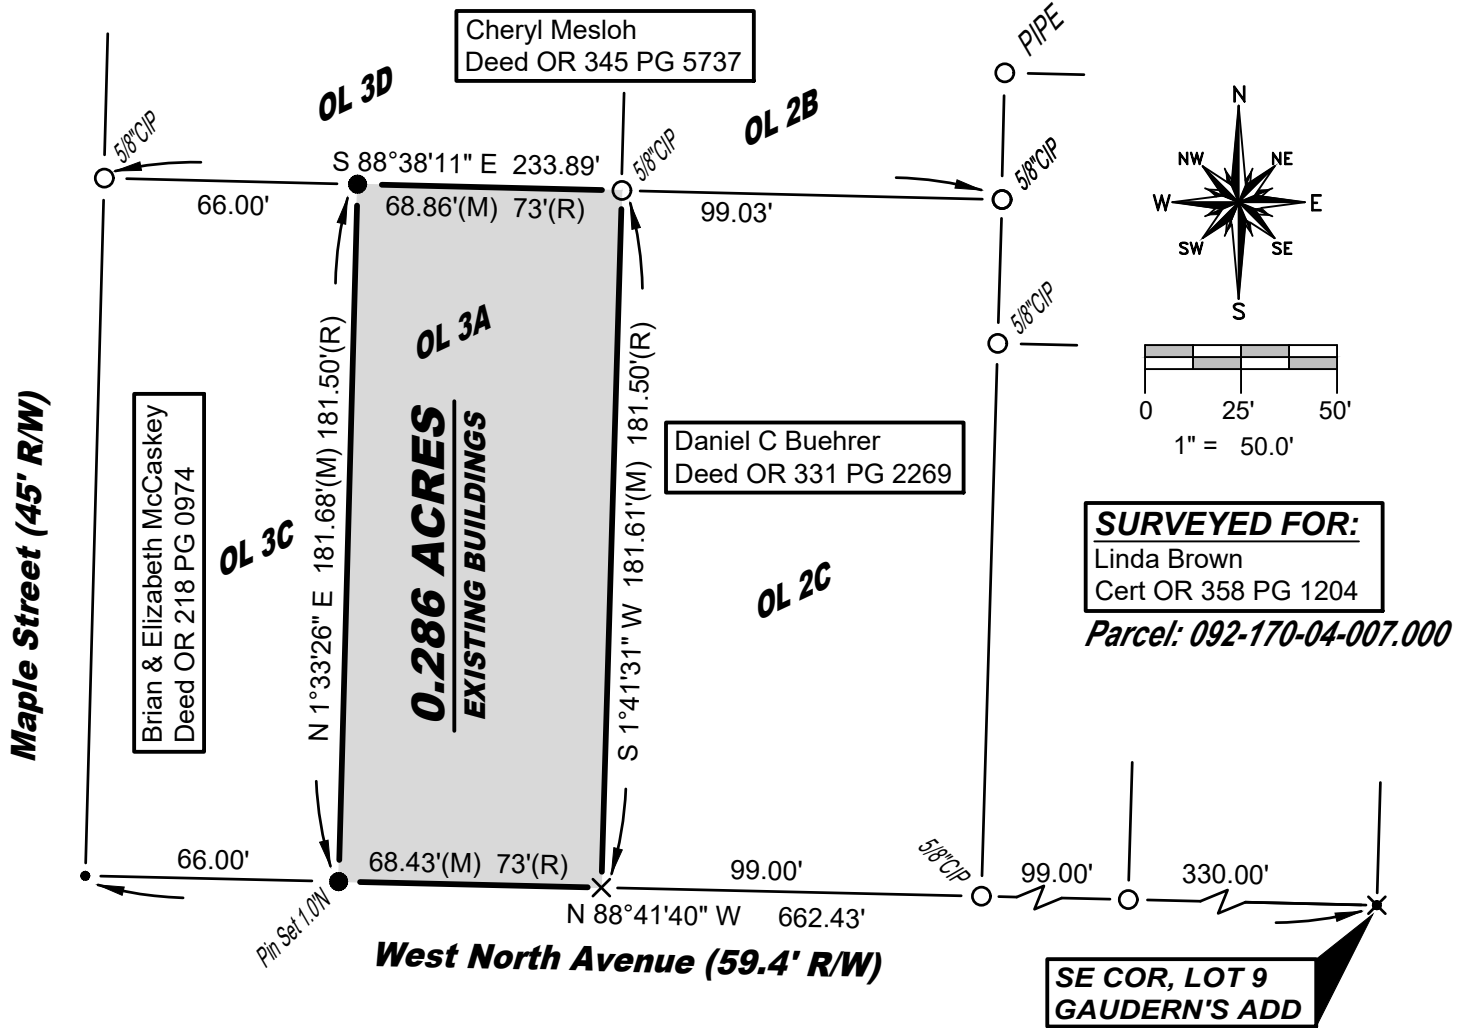 Cheryl Mesloh
Deed OR 345 PG 5737
PIPE
OL 3D
OL 2B
5/8"CIP
5/8"CIP
5/8"CIP
S 88°38'11" E 233.89'
66.00'
68.86'(M) 73'(R)
99.03'
N
NW
NE
W
E
SW
SE
S
5/8"CIP
OL 3A
0 25' 50'
1" = 50.0'
Maple Street (45' R/W)
Brian & Elizabeth McCaskey
Deed OR 218 PG 0974
OL 3C
N 1°33'26" E 181.68'(M) 181.50'(R)
0.286 ACRES
EXISTING BUILDINGS
S 1°41'31" W 181.61'(M) 181.50'(R)
Daniel C Buehrer
Deed OR 331 PG 2269
OL 2C
SURVEYED FOR:
Linda Brown
Cert OR 358 PG 1204
Parcel: 092-170-04-007.000
66.00'
68.43'(M) 73'(R)
99.00'
5/8"CIP
99.00'
330.00'
Pin Set 1.0'N
N 88°41'40" W 662.43'
West North Avenue (59.4' R/W)
SE COR, LOT 9
GAUDERN'S ADD